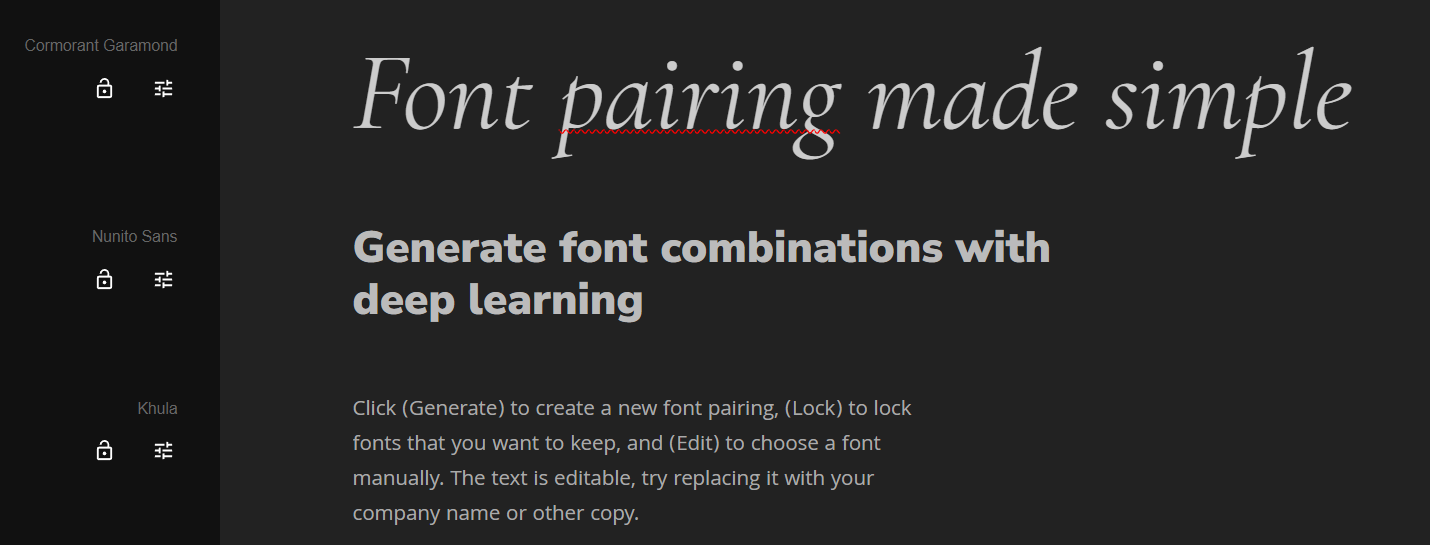 Cormorant Garamond
Font pairing made simple
Nunito Sans
Generate font combinations with
deep learning
Khula
Click (Generate) to create a new font pairing, (Lock) to lock
fonts that you want to keep, and (Edit) to choose a font
manually. The text is editable, try replacing it with your
company name or other copy.